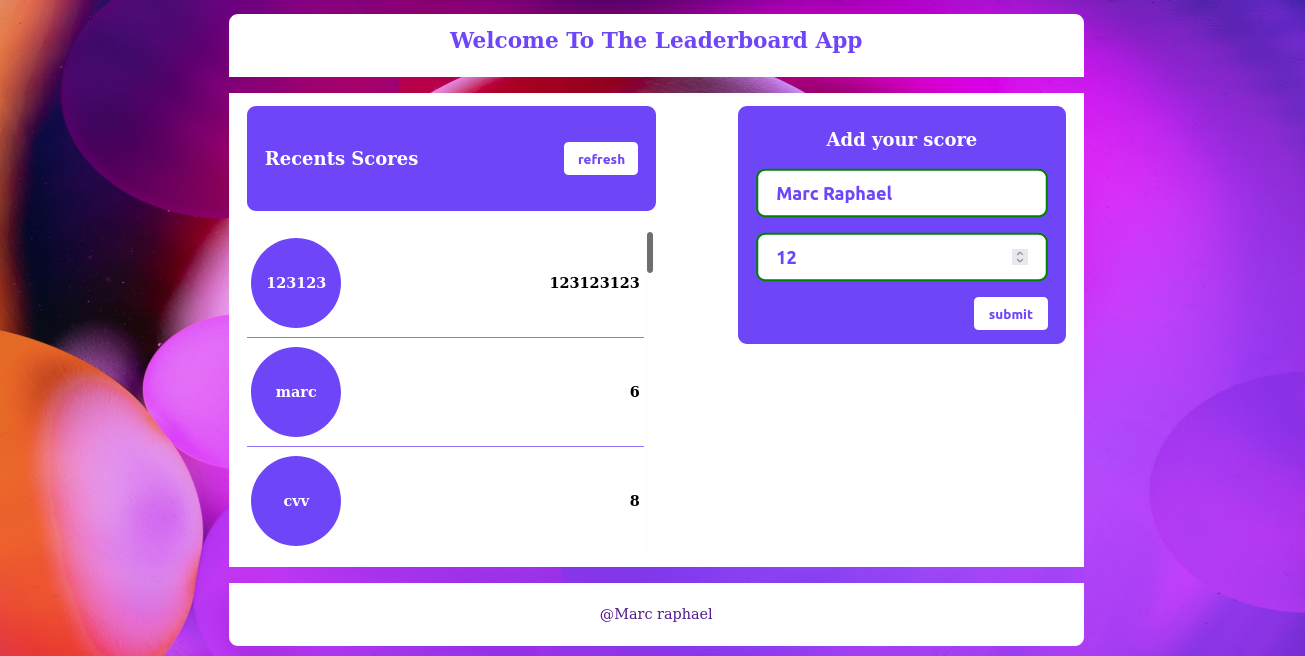 Welcome To The Leaderboard App
Recents Scores
refresh
123123
123123123
marc
6
cvv
8
Add your score
Marc Raphael
12
submit
@Marc raphael